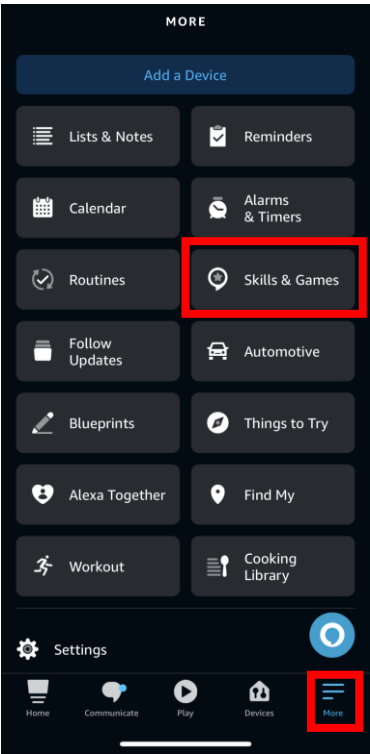 MORE
Add a Device
Lists & Notes
Reminders
Calendar
Alarms
& Timers
Routines
Skills & Games
Follow
Updates
Automotive
Blueprints
Things to Try
Alexa Together
Find My
Workout
Cooking
Library
Settings
Home
Communicate
Play
Devices
More